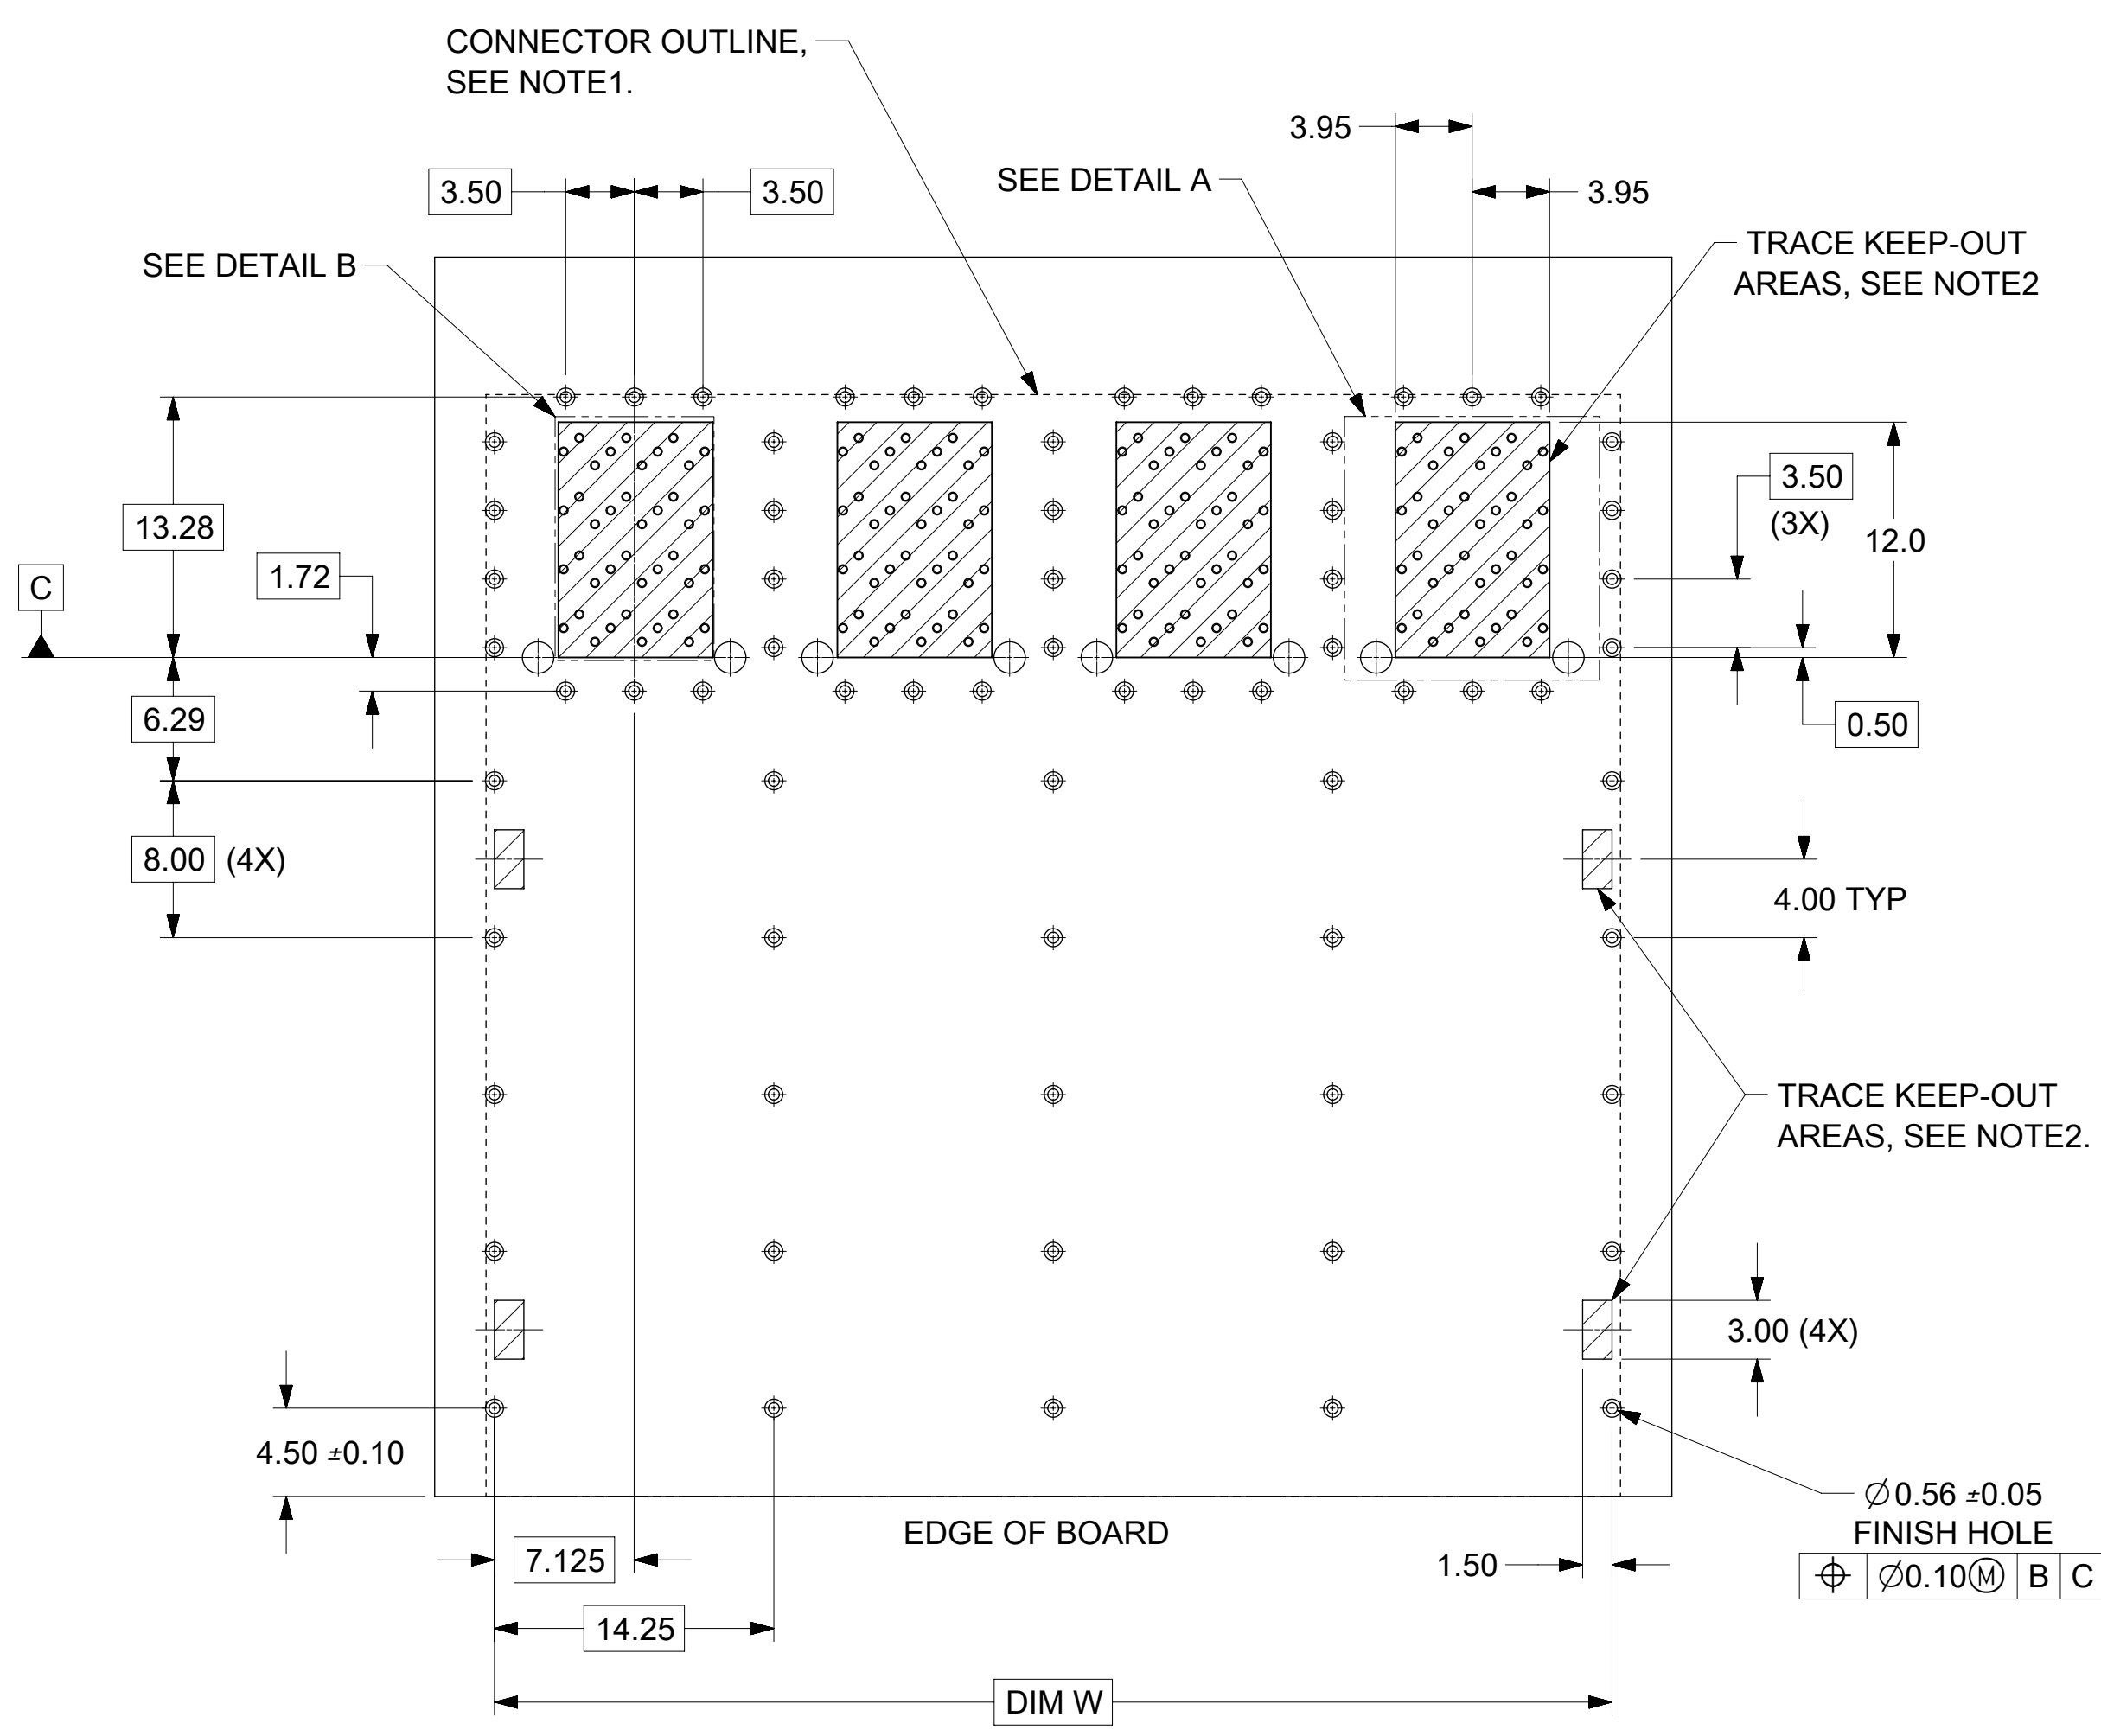 CONNECTOR OUTLINE,
SEE NOTE1.
3.95
SEE DETAIL A
3.50
3.50
3.95
TRACE KEEP-OUT
AREAS, SEE NOTE2
SEE DETAIL B
3.50
(3X)
13.28
12.0
1.72
C
6.29
0.50
8.00 (4X)
4.00 TYP
TRACE KEEP-OUT
AREAS, SEE NOTE2.
3.00 (4X)
4.50 ±0.10
EDGE OF BOARD
∅0.56 ±0.05
FINISH HOLE
⌖ ∅0.10Ⓜ B C
7.125
1.50
14.25
DIM W